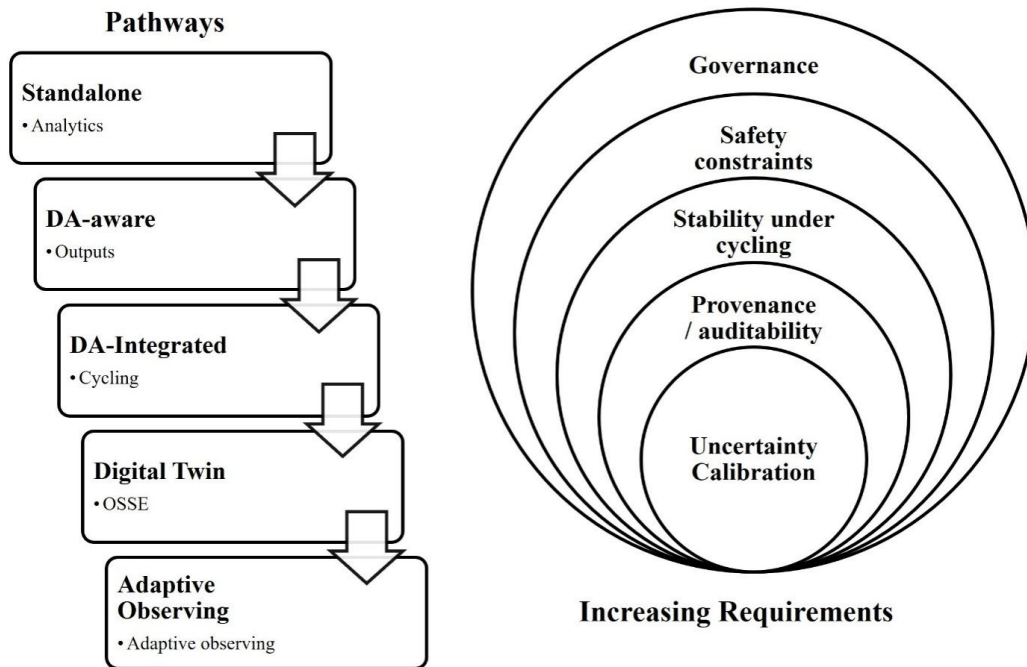 Pathways
Standalone
• Analytics
DA-aware
• Outputs
DA-Integrated
• Cycling
Digital Twin
• OSSE
Adaptive
Observing
• Adaptive observing
Governance
Safety
constraints
Stability under
cycling
Provenance
/ auditability
Uncertainty
Calibration
Increasing Requirements